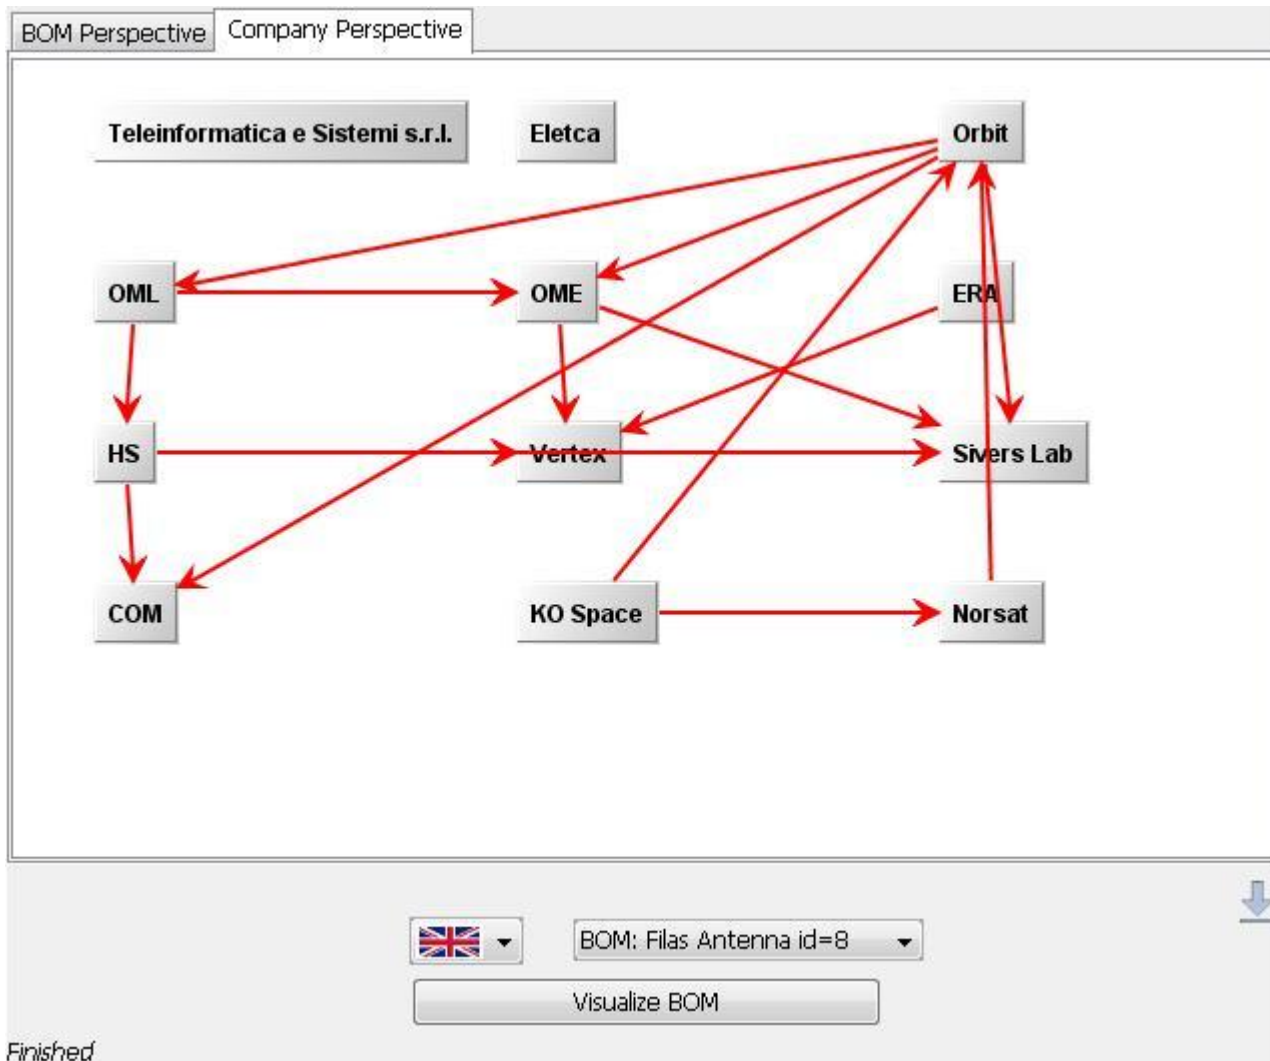 BOM Perspective
Company Perspective
Teleinformatica e Sistemi s.r.l.
Eletca
Orbit
OML
OME
ERA
HS
Vertex
Sivers Lab
COM
KO Space
Norsat
BOM: Filas Antenna id=8
Visualize BOM
Finished